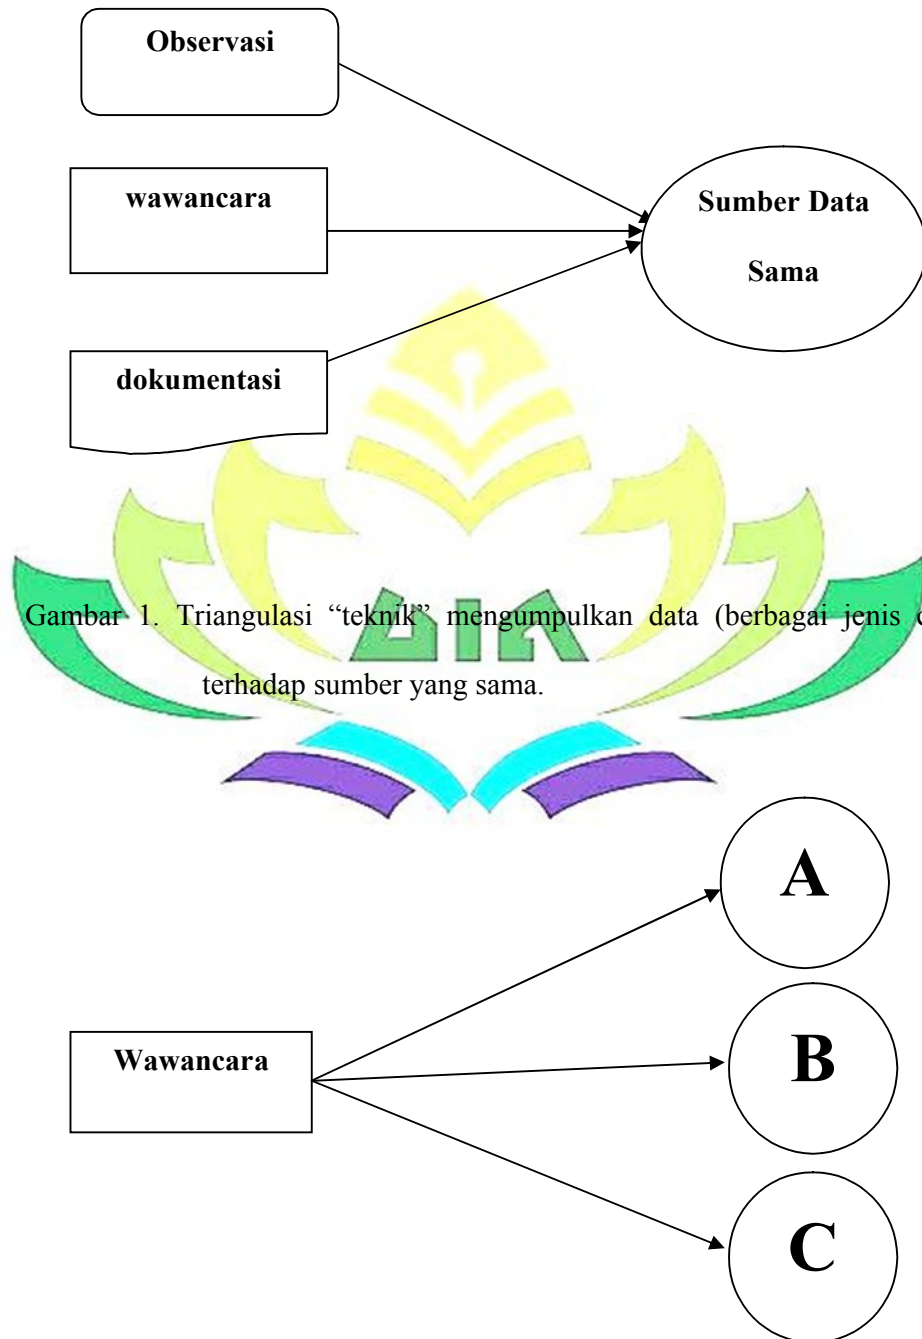 Observasi
wawancara
Sumber Data
Sama
dokumentasi
Gambar 1. Triangulasi “teknik” mengumpulkan data (berbagai jenis
terhadap sumber yang sama.
A
Wawancara
B
C